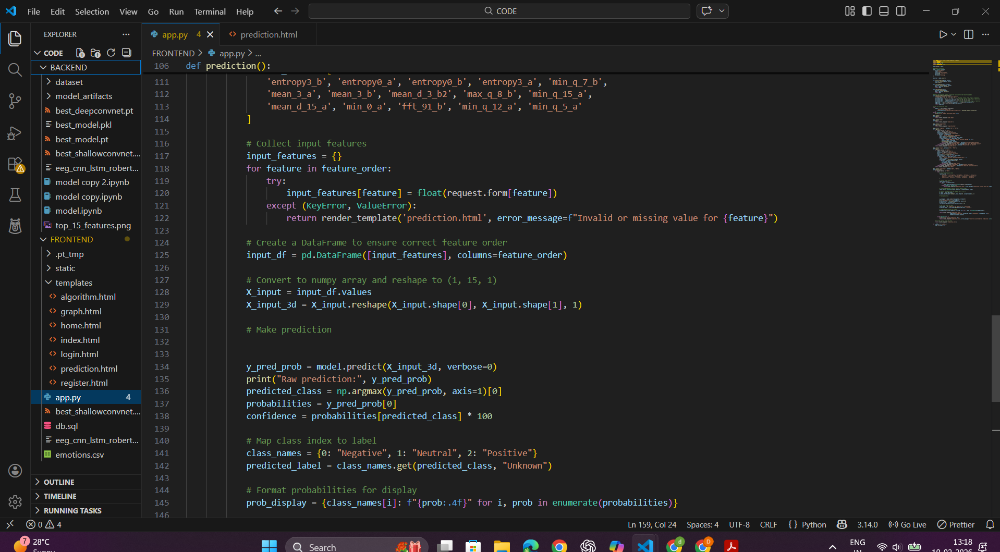 File Edit Selection View Go Run Terminal Help
CODE
EXPLORER
CODE
BACKEND
dataset
model_artifacts
best_deepconvnet.pt
best_model.pkl
best_model.pt
best_shallowconvnet....
eeg_cnn_lstm_robert...
model copy 2.ipynb
model copy.ipynb
model.ipynb
top_15_features.png
FRONTEND
.pt_tmp
static
templates
algorithm.html
graph.html
home.html
index.html
login.html
prediction.html
register.html
app.py 4
best_shallowconvnet....
db.sql
eeg_cnn_lstm_robert...
emotions.csv
OUTLINE
TIMELINE
RUNNING TASKS
app.py 4
prediction.html
FRONTEND > app.py > ...
106 def prediction():
111 'entropy3_b', 'entropy0_a', 'entropy0_b', 'entropy3_a', 'min_q_7_b',
112 'mean_3_a', 'mean_3_b', 'mean_d_3_b2', 'max_q_8_b', 'min_q_15_a',
113 'mean_d_15_a', 'min_0_a', 'fft_91_b', 'min_q_12_a', 'min_q_5_a'
114 ]
115
116 # Collect input features
117 input_features = {}
118 for feature in feature_order:
119 try:
120 input_features[feature] = float(request.form[feature])
121 except (KeyError, ValueError):
122 return render_template('prediction.html', error_message=f"Invalid or missing value for {feature}")
123
124 # Create a DataFrame to ensure correct feature order
125 input_df = pd.DataFrame([input_features], columns=feature_order)
126
127 # Convert to numpy array and reshape to (1, 15, 1)
128 X_input = input_df.values
129 X_input_3d = X_input.reshape(X_input.shape[0], X_input.shape[1], 1)
130
131 # Make prediction
132
133
134 y_pred_prob = model.predict(X_input_3d, verbose=0)
135 print("Raw prediction:", y_pred_prob)
136 predicted_class = np.argmax(y_pred_prob, axis=1)[0]
137 probabilities = y_pred_prob[0]
138 confidence = probabilities[predicted_class] * 100
139
140 # Map class index to label
141 class_names = {0: "Negative", 1: "Neutral", 2: "Positive"}
142 predicted_label = class_names.get(predicted_class, "Unknown")
143
144 # Format probabilities for display
145 prob_display = {class_names[i]: f"{prob:.4f}" for i, prob in enumerate(probabilities)}
146
0 4
Ln 159, Col 24 Spaces: 4 UTF-8 CRLF { } Python 3.14.0 Go Live Prettier
7
28°C
Sunny
Search
d
D
ENG
IN
13:18